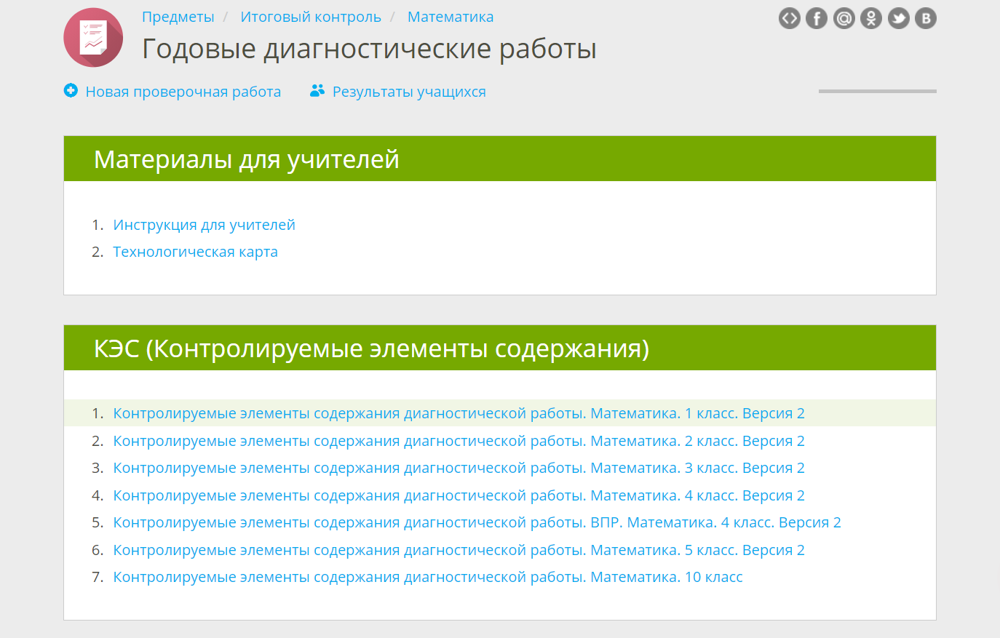 Предметы / Итоговый контроль / Математика
Годовые диагностические работы
Новая проверочная работа Результаты учащихся
Материалы для учителей
1. Инструкция для учителей
2. Технологическая карта
КЭС (Контролируемые элементы содержания)
1. Контролируемые элементы содержания диагностической работы. Математика. 1 класс. Версия 2
2. Контролируемые элементы содержания диагностической работы. Математика. 2 класс. Версия 2
3. Контролируемые элементы содержания диагностической работы. Математика. 3 класс. Версия 2
4. Контролируемые элементы содержания диагностической работы. Математика. 4 класс. Версия 2
5. Контролируемые элементы содержания диагностической работы. ВПР. Математика. 4 класс. Версия 2
6. Контролируемые элементы содержания диагностической работы. Математика. 5 класс. Версия 2
7. Контролируемые элементы содержания диагностической работы. Математика. 10 класс